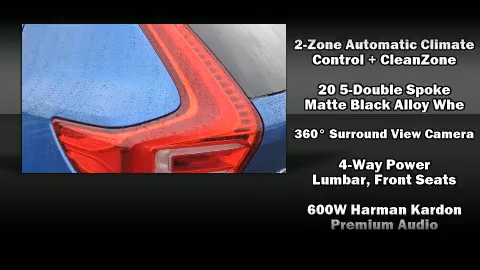 2-Zone Automatic Climate
Control + CleanZone
20 5-Double Spoke
Matte Black Alloy Whe
360° Surround View Camera
4-Way Power
Lumbar, Front Seats
600W Harman Kardon
Premium Audio